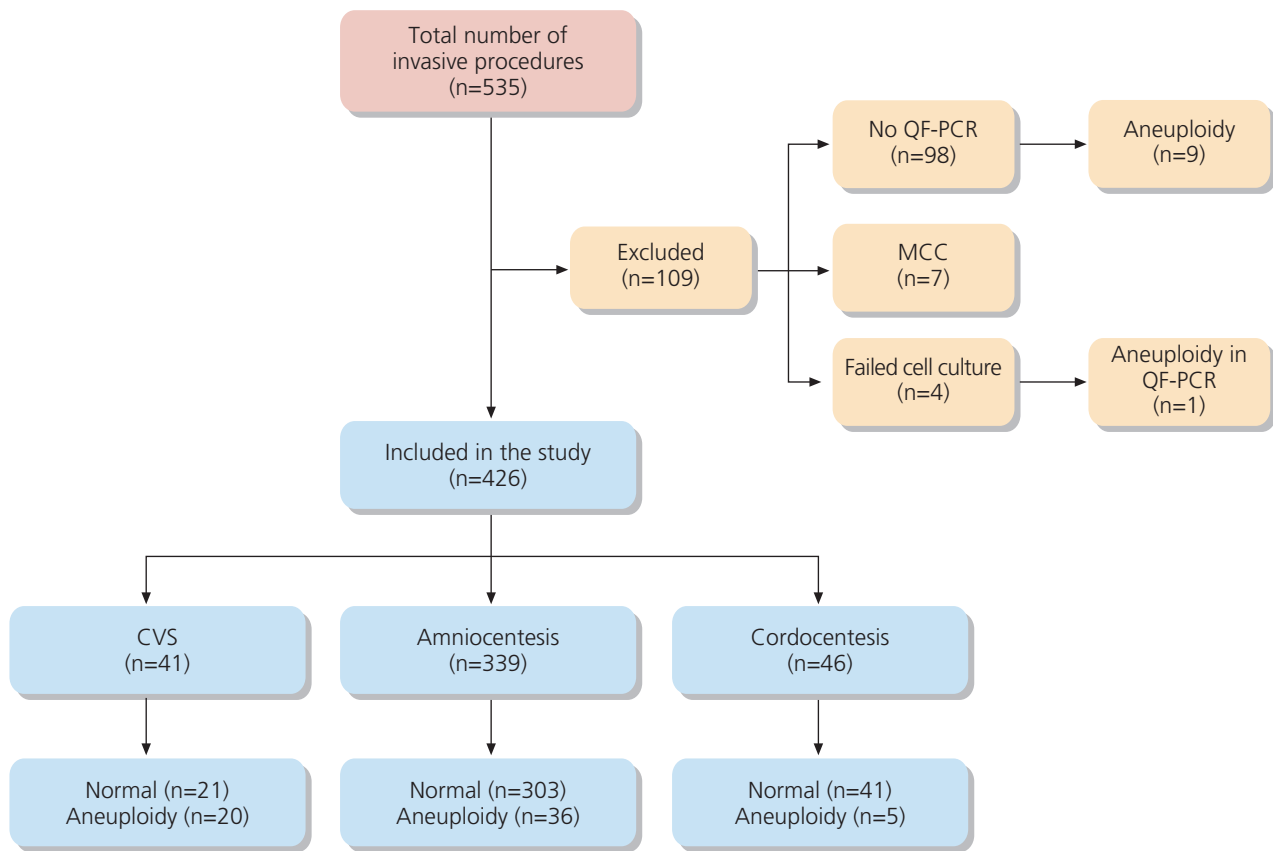 Total number of
invasive procedures
(n=535)
No QF-PCR
(n=98)
Aneuploidy
(n=9)
Excluded
(n=109)
MCC
(n=7)
Failed cell culture
(n=4)
Aneuploidy in
QF-PCR
(n=1)
Included in the study
(n=426)
CVS
(n=41)
Amniocentesis
(n=339)
Cordocentesis
(n=46)
Normal (n=21)
Aneuploidy (n=20)
Normal (n=303)
Aneuploidy (n=36)
Normal (n=41)
Aneuploidy (n=5)